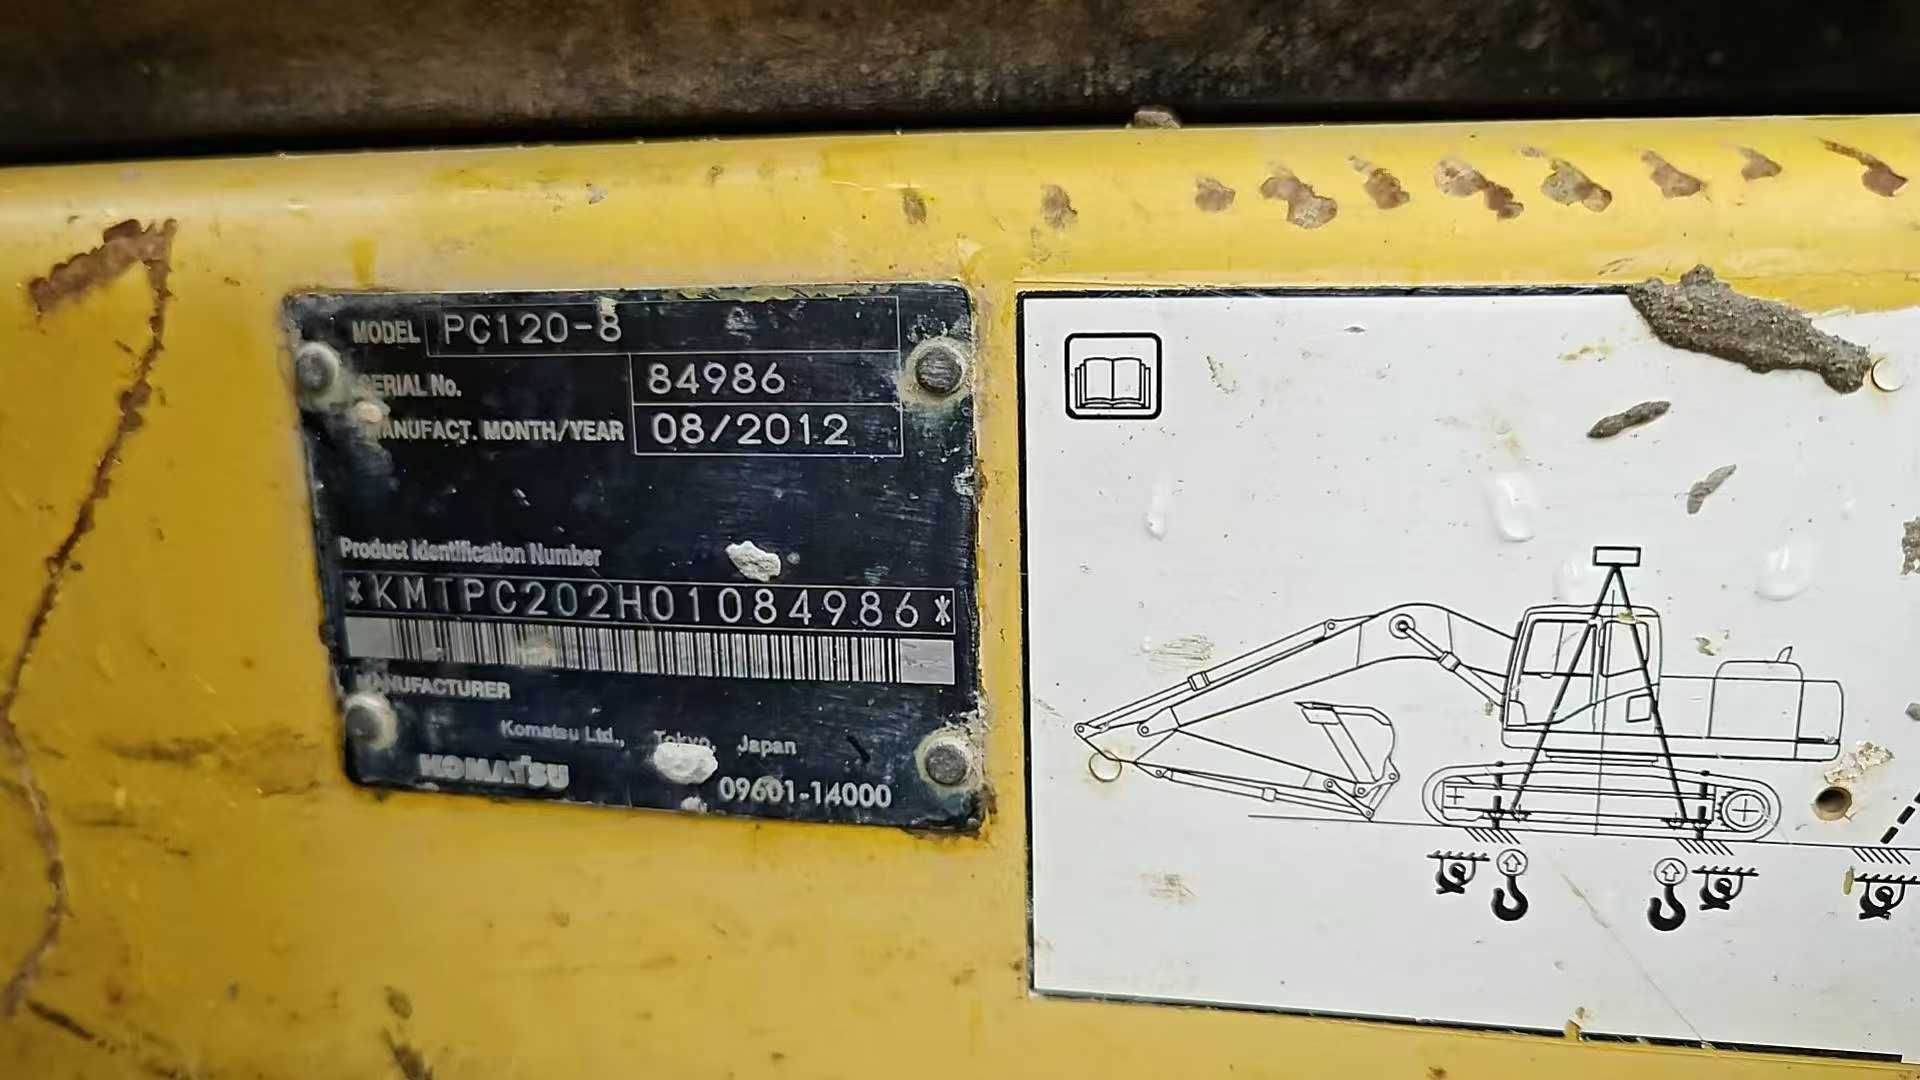 MODEL PC120-8
SERIAL No. 84986
MANUFACT. MONTH/YEAR 08/2012
Product Identification Number
*KMTPC202H01084986*
MANUFACTURER
Komatsu Ltd., Tokyo, Japan
KOMATSU
09601-14000